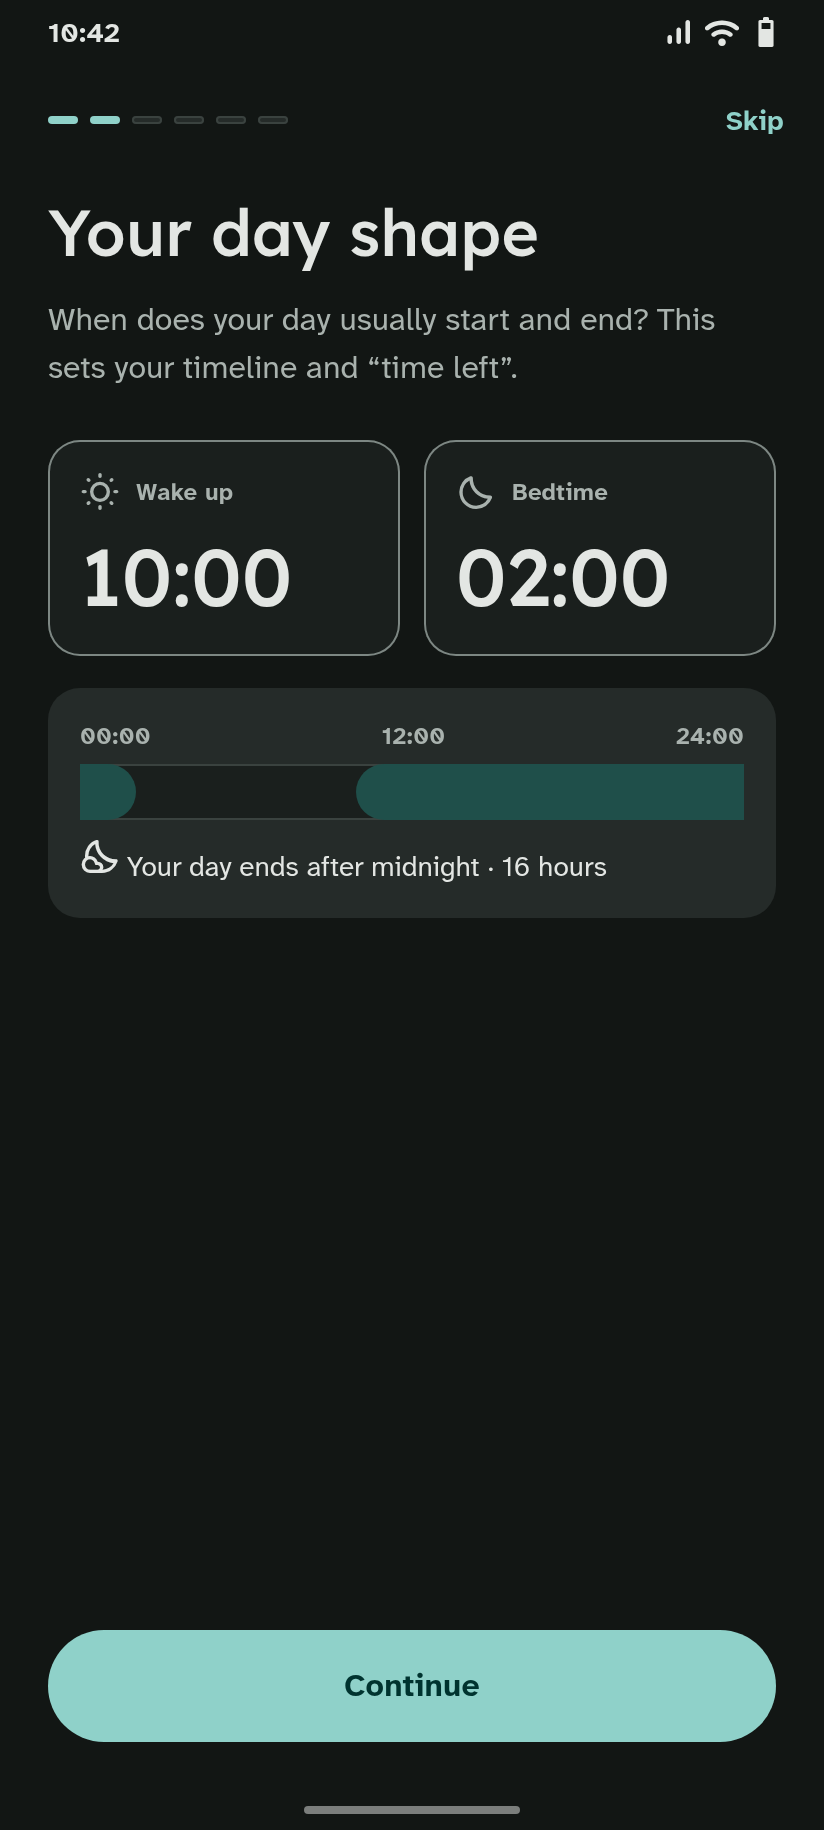 10:42
Skip
Your day shape
When does your day usually start and end? This
sets your timeline and “time left”.
Wake up
10:00
Bedtime
02:00
00:00 12:00 24:00
Your day ends after midnight · 16 hours
Continue